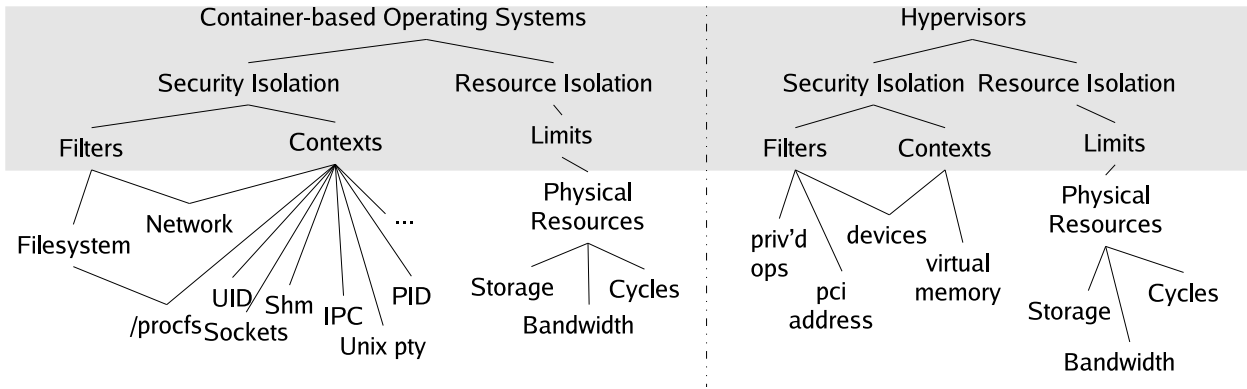 Container-based Operating Systems
Hypervisors
Security Isolation
Resource Isolation
Security Isolation
Resource Isolation
Filters
Contexts
Limits
Filters
Contexts
Limits
Filesystem
Network
...
Physical
Resources
priv'd
ops
devices
virtual
memory
Physical
Resources
/procfs
UID
Sockets
Shm
IPC
Unix pty
PID
Storage
Bandwidth
Cycles
pci
address
Storage
Bandwidth
Cycles